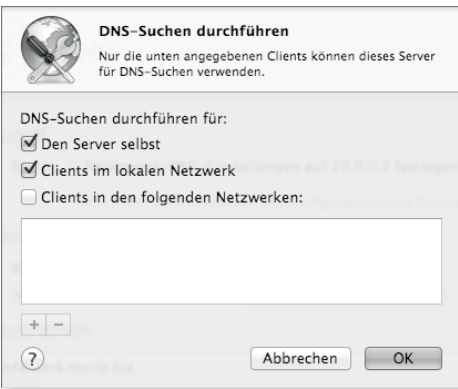 DNS-Suchen durchführen
Nur die unten angegebenen Clients können dieses Server
für DNS-Suchen verwenden.
DNS-Suchen durchführen für:
Den Server selbst
Clients im lokalen Netzwerk
Clients in den folgenden Netzwerken:
+ −
?
Abbrechen
OK